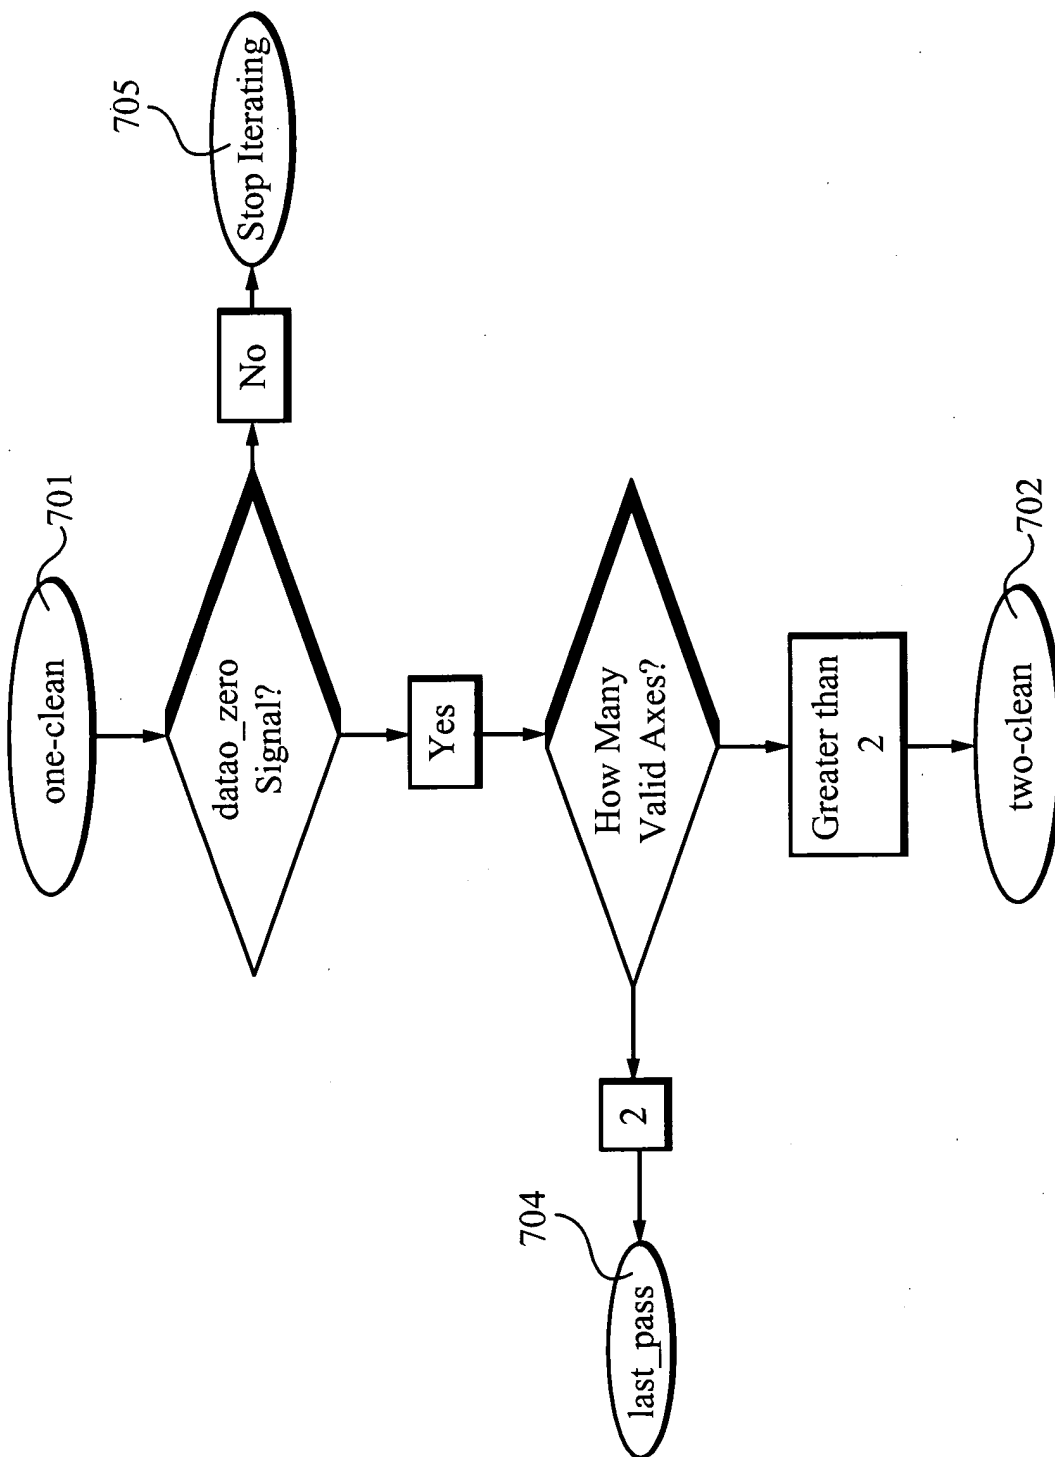 one-clean
701
datao_zero
Signal?
No
Stop Iterating
705
Yes
How Many
Valid Axes?
2
last_pass
704
Greater than
2
two-clean
702